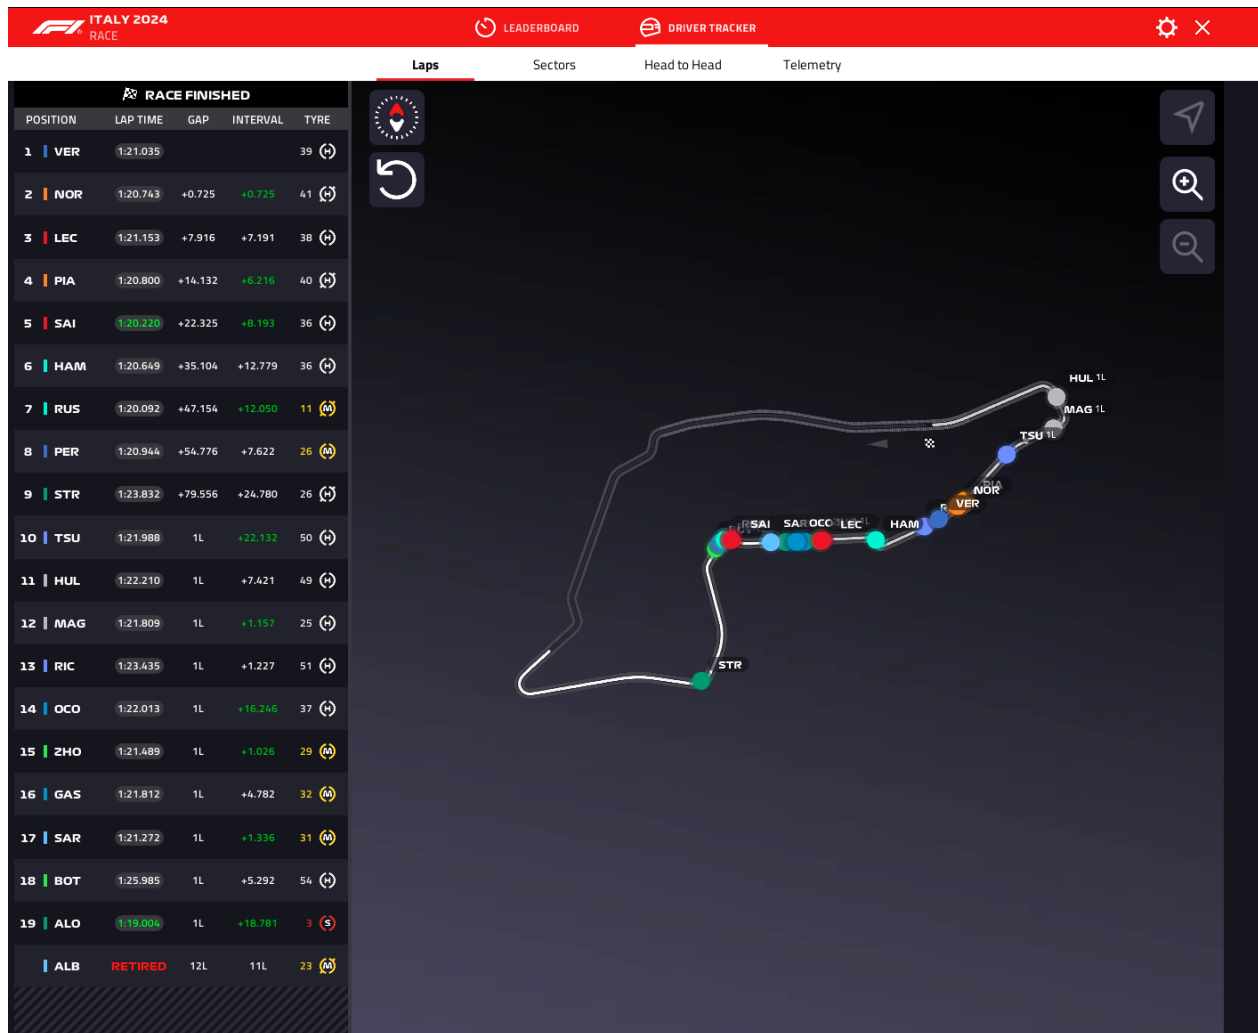 ITALY 2024
RACE
LEADERBOARD
DRIVER TRACKER
Laps Sectors Head to Head Telemetry
RACE FINISHED
POSITION LAP TIME GAP INTERVAL TYRE
1 VER 1:21.035 39 H
2 NOR 1:20.743 +0.725 +0.725 41 H
3 LEC 1:21.153 +7.916 +7.191 38 H
4 PIA 1:20.800 +14.132 +6.216 40 H
5 SAI 1:20.220 +22.325 +8.193 36 H
6 HAM 1:20.649 +35.104 +12.779 36 H
7 RUS 1:20.092 +47.154 +12.050 11 M
8 PER 1:20.944 +54.776 +7.622 26 M
9 STR 1:23.832 +79.556 +24.780 26 H
10 TSU 1:21.988 1L +22.132 50 H
11 HUL 1:22.210 1L +7.421 49 H
12 MAG 1:21.809 1L +1.157 25 H
13 RIC 1:23.435 1L +1.227 51 H
14 OCO 1:22.013 1L +16.246 37 H
15 ZHO 1:21.489 1L +1.026 29 M
16 GAS 1:21.812 1L +4.782 32 M
17 SAR 1:21.272 1L +1.336 31 M
18 BOT 1:25.985 1L +5.292 54 H
19 ALO 1:19.004 1L +18.781 3 S
ALB RETIRED 12L 11L 23 M
HUL 1L
MAG 1L
TSU 1L
PIA
NOR
VER
SAI SAR OCO LEC HAM
STR